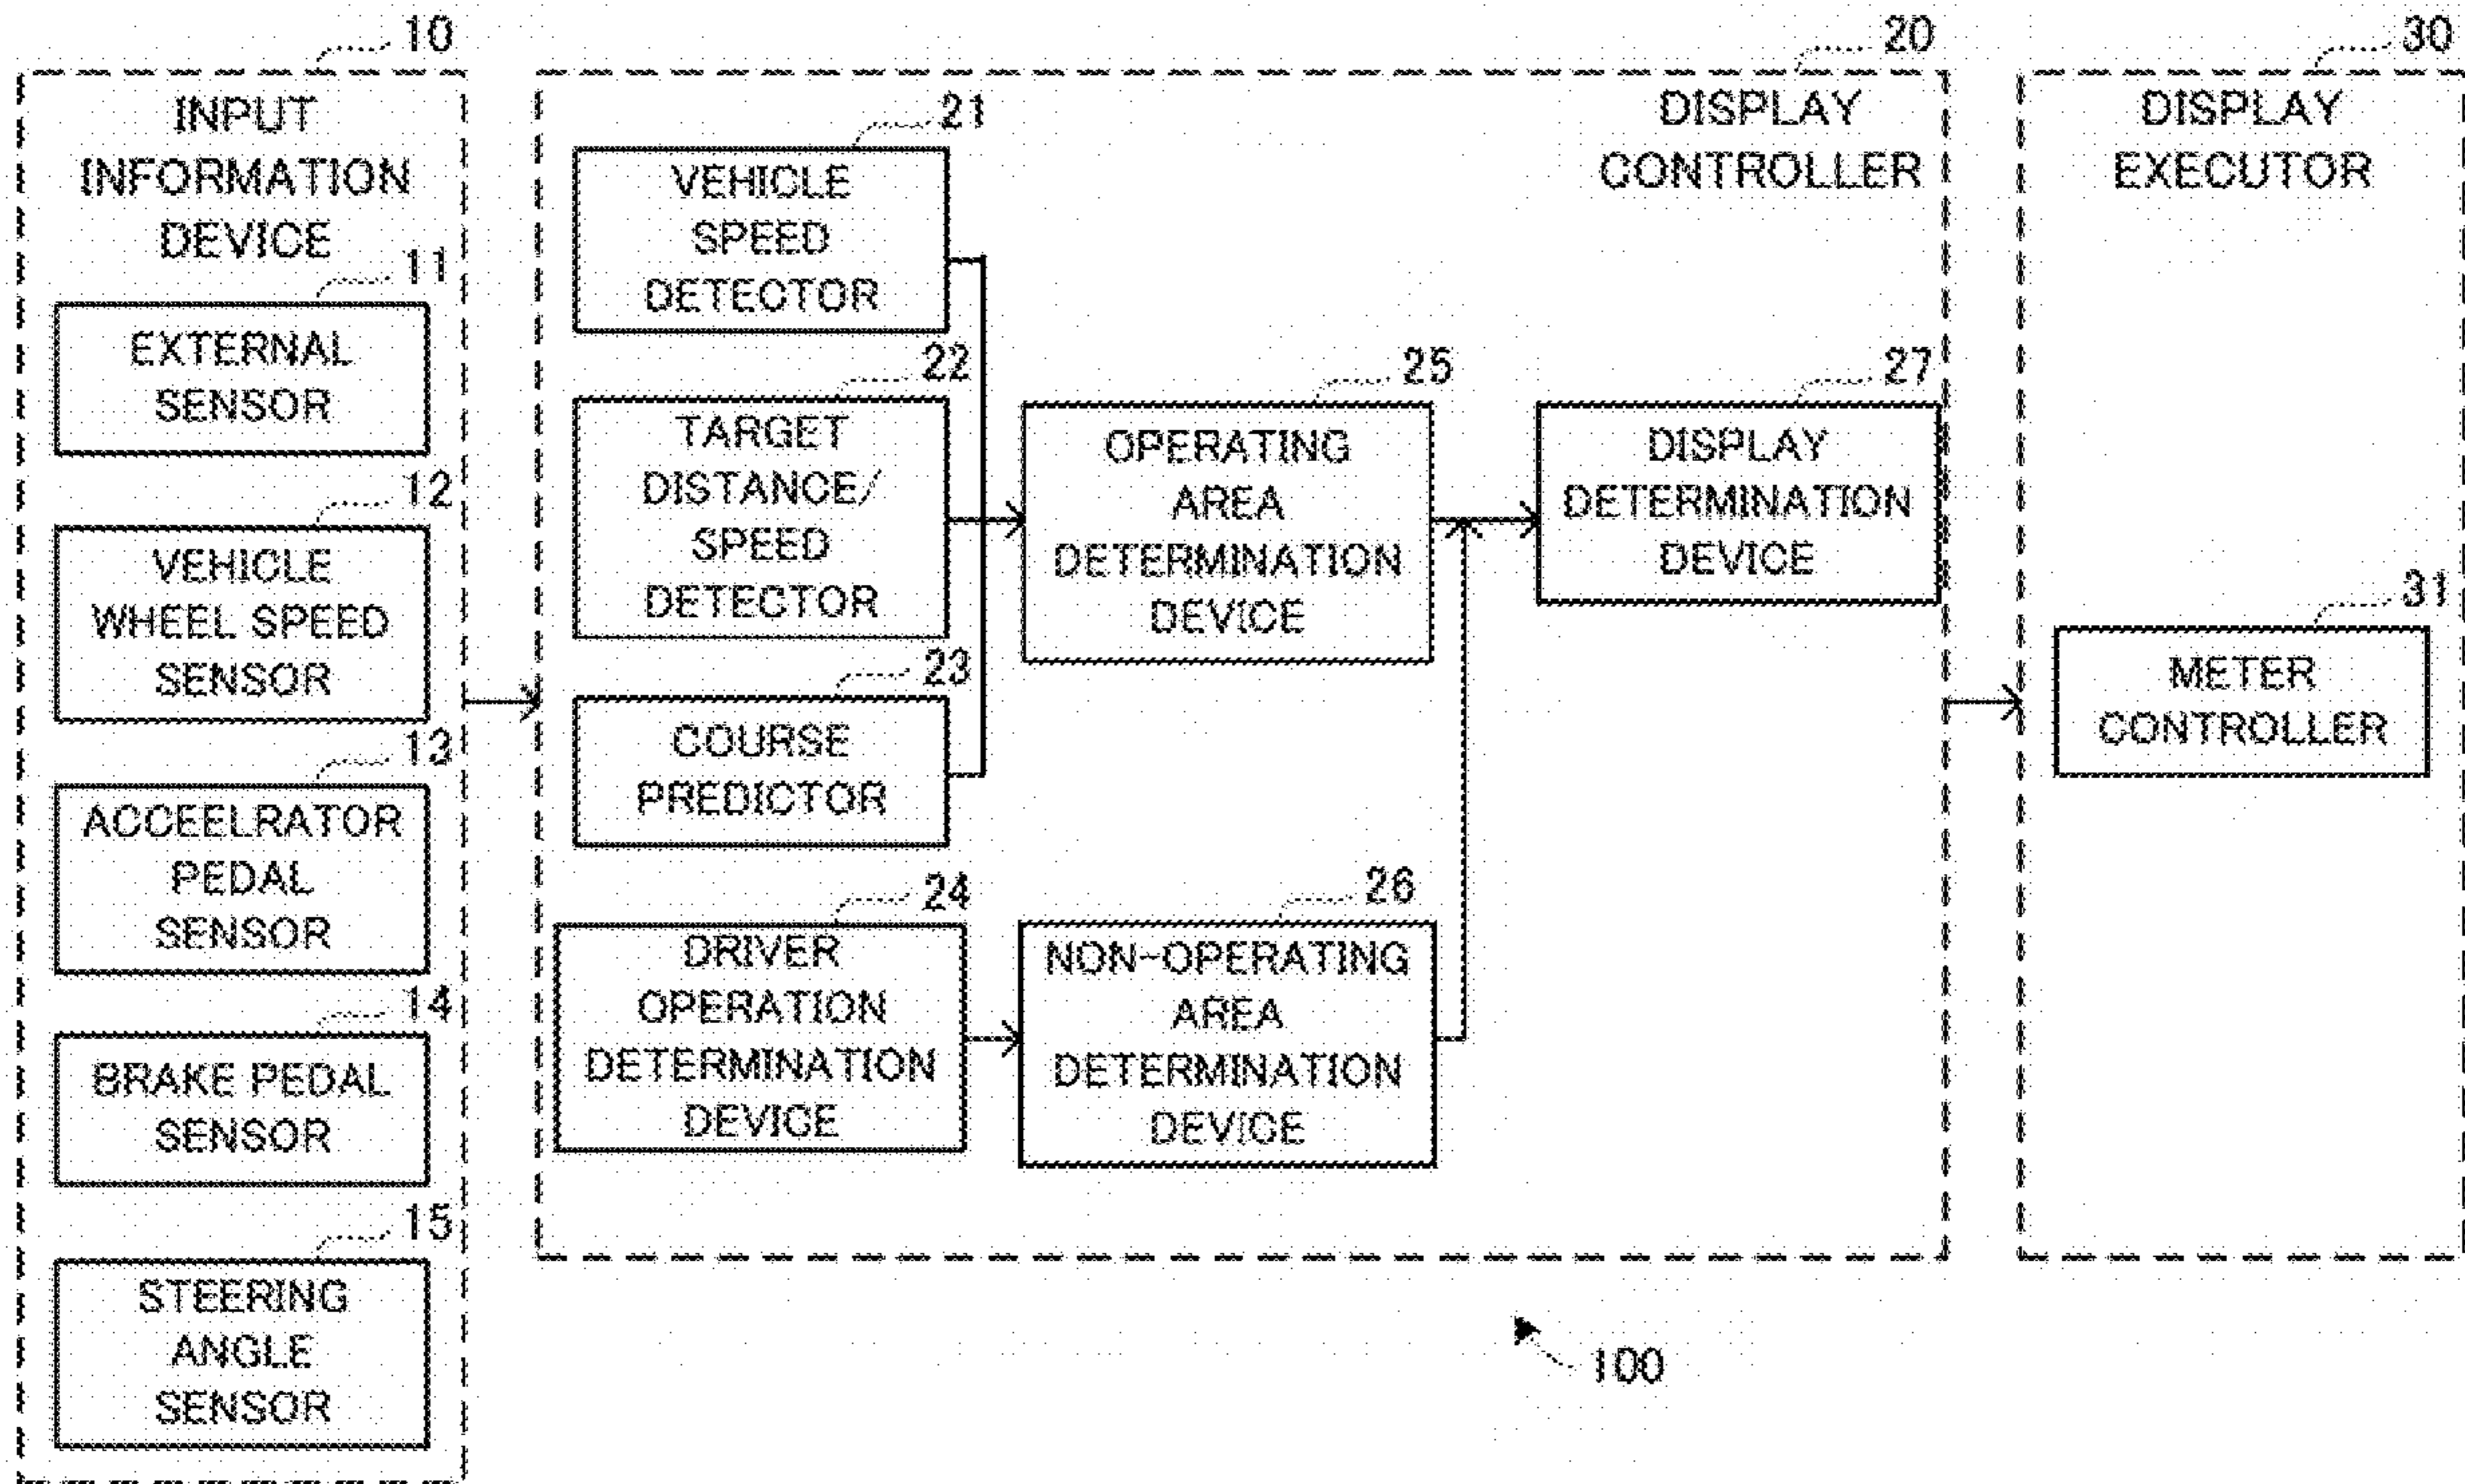 10
INPUT
INFORMATION
DEVICE
11
EXTERNAL
SENSOR
12
VEHICLE
WHEEL SPEED
SENSOR
13
ACCEELRATOR
PEDAL
SENSOR
14
BRAKE PEDAL
SENSOR
15
STEERING
ANGLE
SENSOR
20
DISPLAY
CONTROLLER
21
VEHICLE
SPEED
DETECTOR
22
TARGET
DISTANCE/
SPEED
DETECTOR
23
COURSE
PREDICTOR
24
DRIVER
OPERATION
DETERMINATION
DEVICE
25
OPERATING
AREA
DETERMINATION
DEVICE
26
NON-OPERATING
AREA
DETERMINATION
DEVICE
27
DISPLAY
DETERMINATION
DEVICE
30
DISPLAY
EXECUTOR
31
METER
CONTROLLER
100